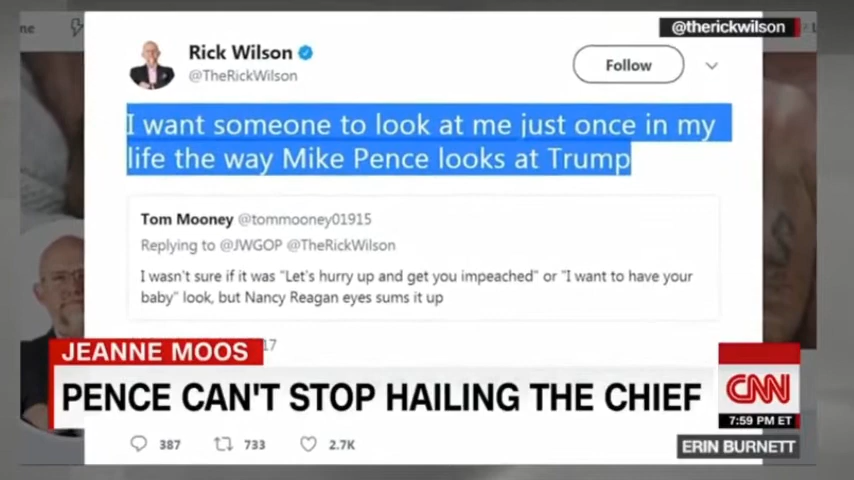 @therickwilson
Rick Wilson
@TheRickWilson
Follow
I want someone to look at me just once in my
life the way Mike Pence looks at Trump
Tom Mooney @tommooney01915
Replying to @JWGOP @TheRickWilson
I wasn't sure if it was "Let's hurry up and get you impeached" or "I want to have your
baby" look, but Nancy Reagan eyes sums it up
17
JEANNE MOOS
PENCE CAN'T STOP HAILING THE CHIEF
CNN
7:59 PM ET
387 733 2.7K
ERIN BURNETT